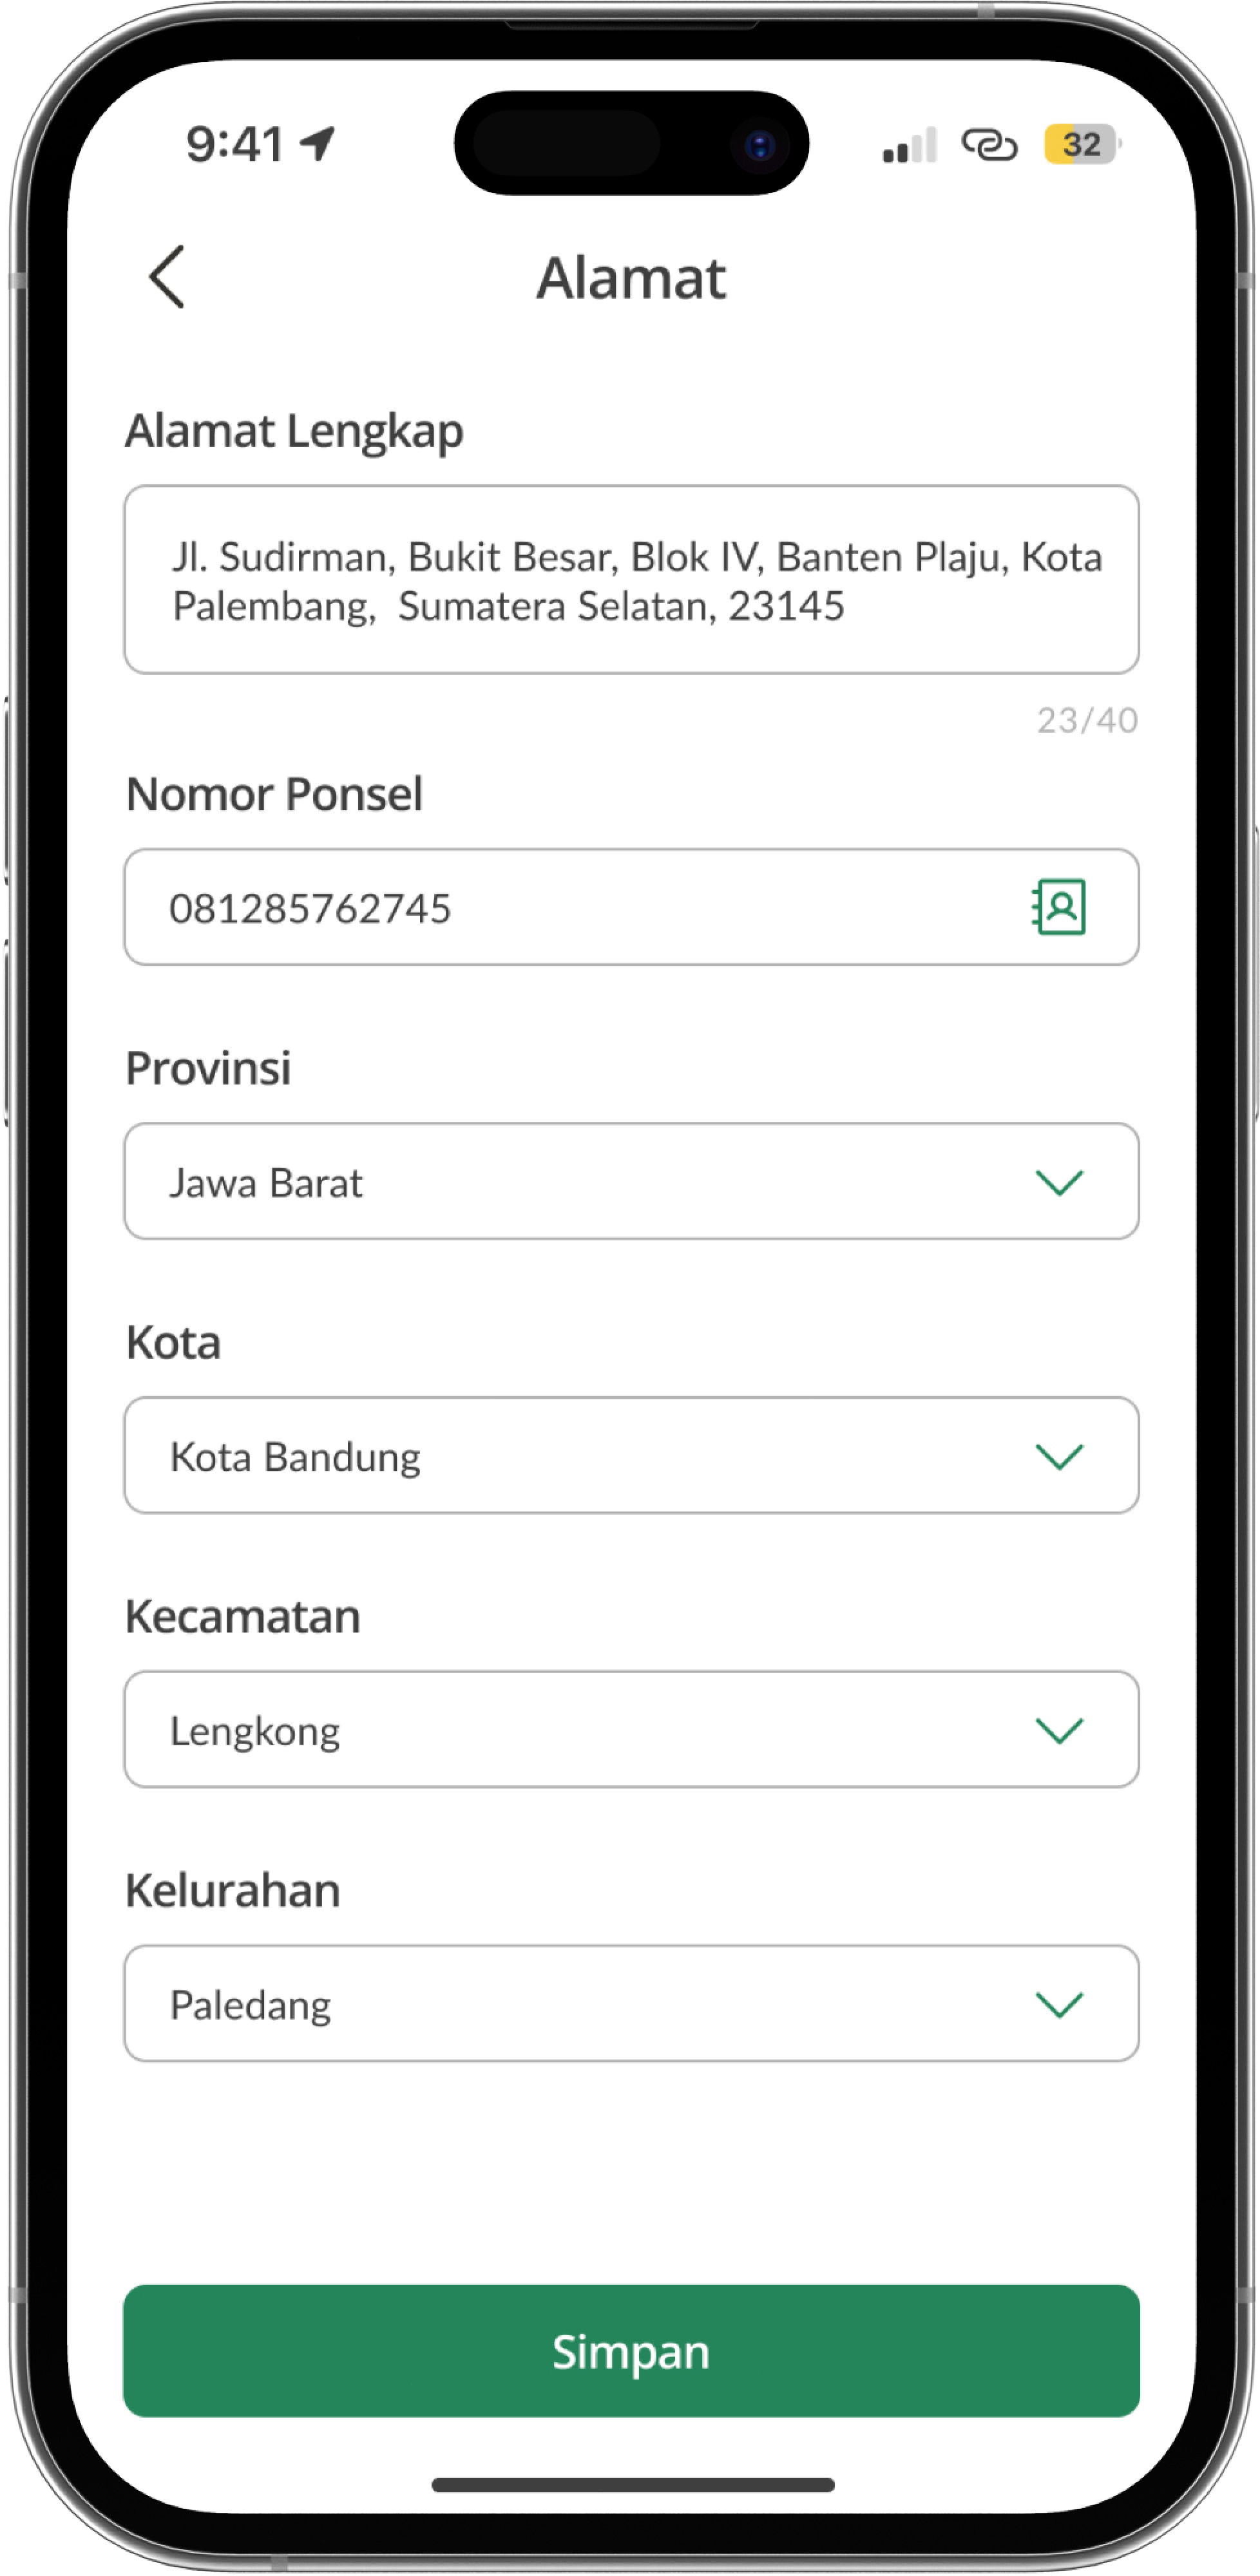 9:41
32
Alamat
Alamat Lengkap
Jl. Sudirman, Bukit Besar, Blok IV, Banten Plaju, Kota
Palembang,  Sumatera Selatan, 23145
23/40
Nomor Ponsel
081285762745
Provinsi
Jawa Barat
Kota
Kota Bandung
Kecamatan
Lengkong
Kelurahan
Paledang
Simpan